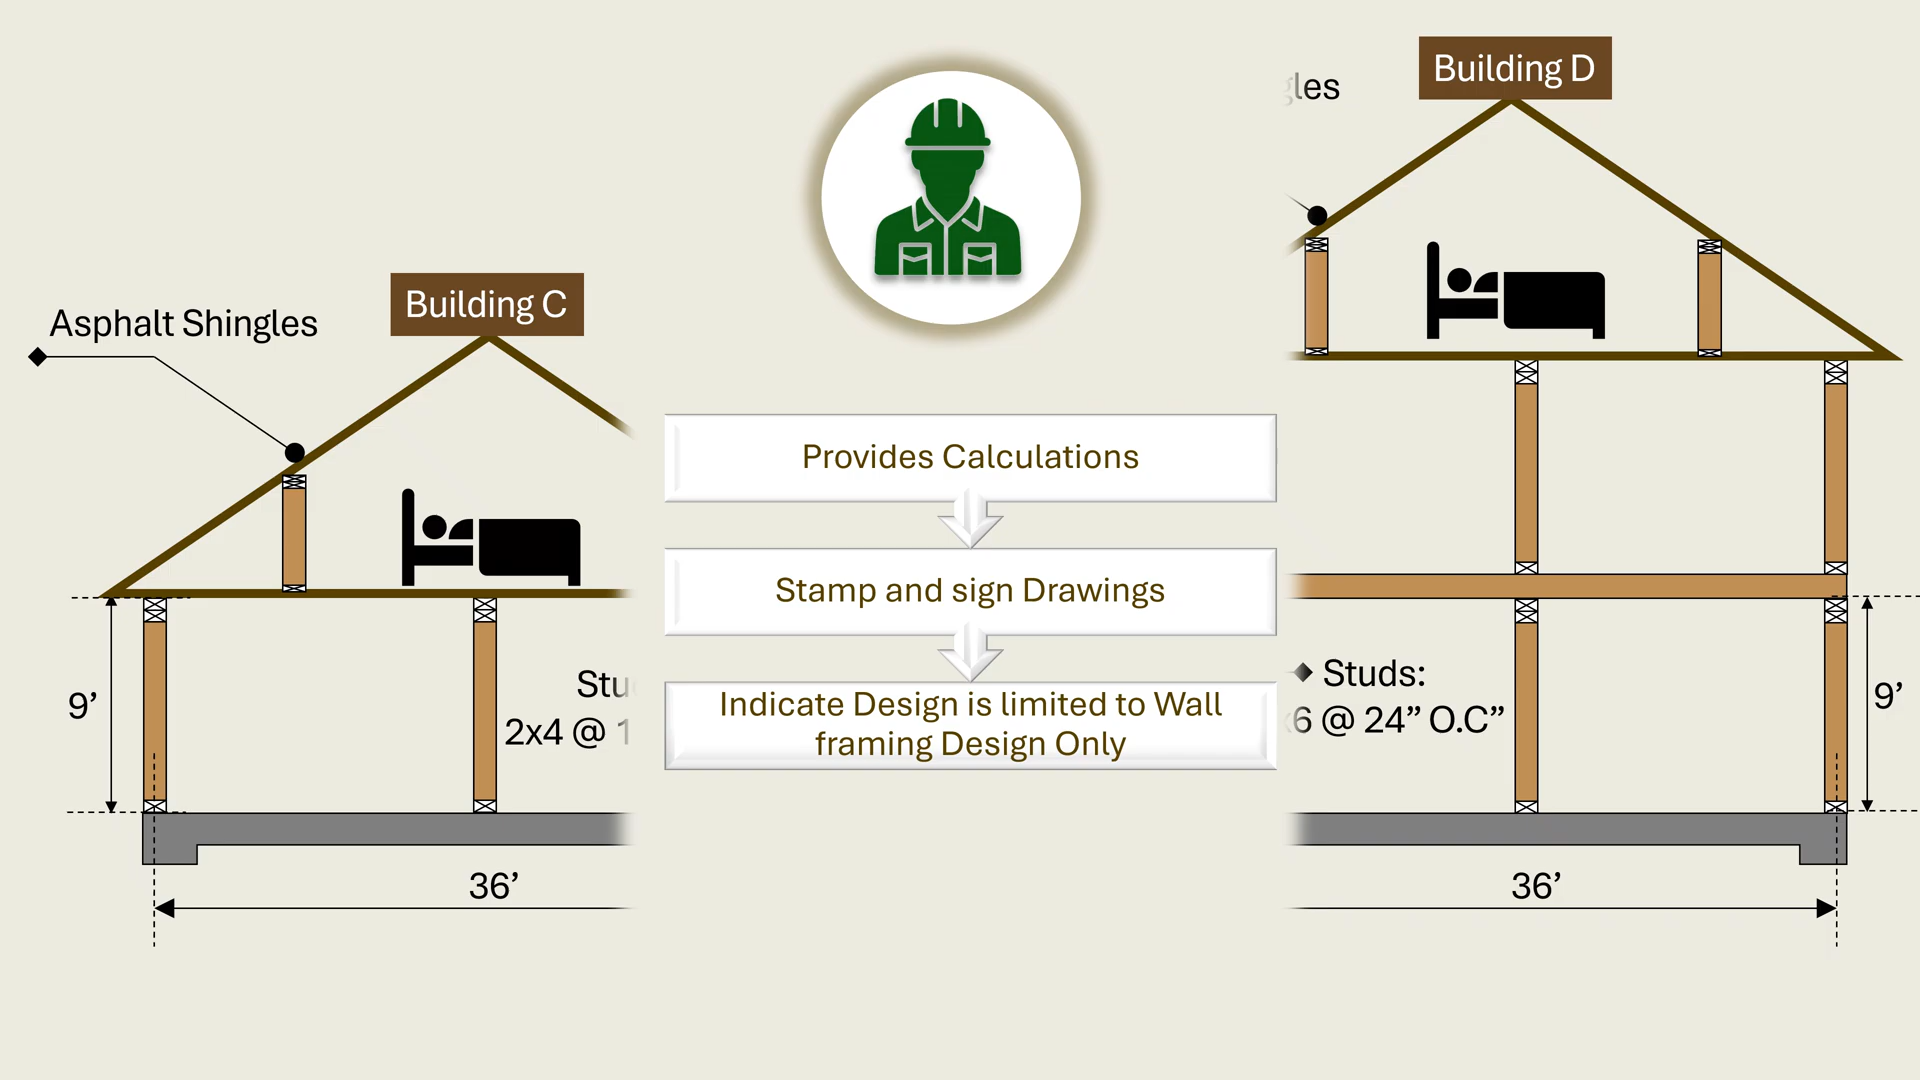 Building C
Asphalt Shingles
9’
2x4 @
36’
Provides Calculations
Stamp and sign Drawings
Indicate Design is limited to Wall
framing Design Only
Building D
Studs:
@ 24” O.C”
9’
36’